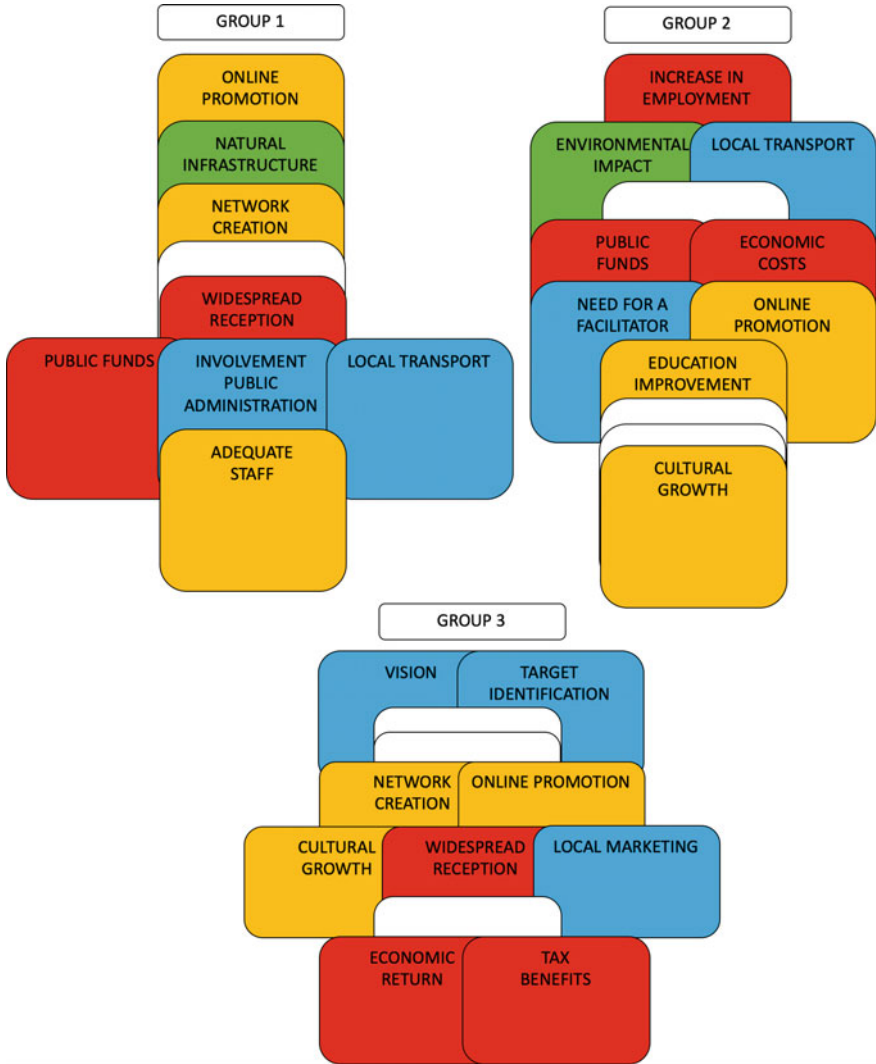 GROUP 1
ONLINE
PROMOTION
NATURAL
INFRASTRUCTURE
NETWORK
CREATION
WIDESPREAD
RECEPTION
PUBLIC FUNDS
INVOLVEMENT
PUBLIC
ADMINISTRATION
LOCAL TRANSPORT
ADEQUATE
STAFF
GROUP 2
INCREASE IN
EMPLOYMENT
ENVIRONMENTAL
IMPACT
LOCAL TRANSPORT
PUBLIC
FUNDS
ECONOMIC
COSTS
NEED FOR A
FACILITATOR
ONLINE
PROMOTION
EDUCATION
IMPROVEMENT
CULTURAL
GROWTH
GROUP 3
VISION
TARGET
IDENTIFICATION
NETWORK
CREATION
ONLINE PROMOTION
CULTURAL
GROWTH
WIDESPREAD
RECEPTION
LOCAL MARKETING
ECONOMIC
RETURN
TAX
BENEFITS